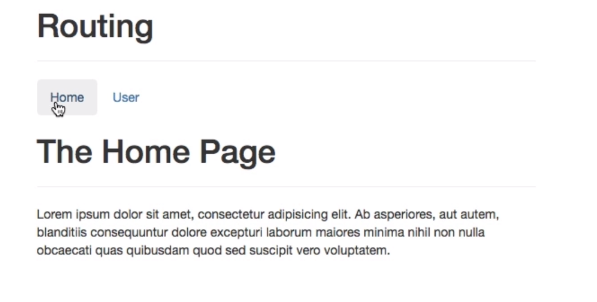 Routing
Home User
The Home Page
Lorem ipsum dolor sit amet, consectetur adipisicing elit. Ab asperiores, aut autem,
blanditiis consequuntur dolore excepturi laborum maiores minima nihil non nulla
obcaecati quas quibusdam quod sed suscipit vero voluptatem.